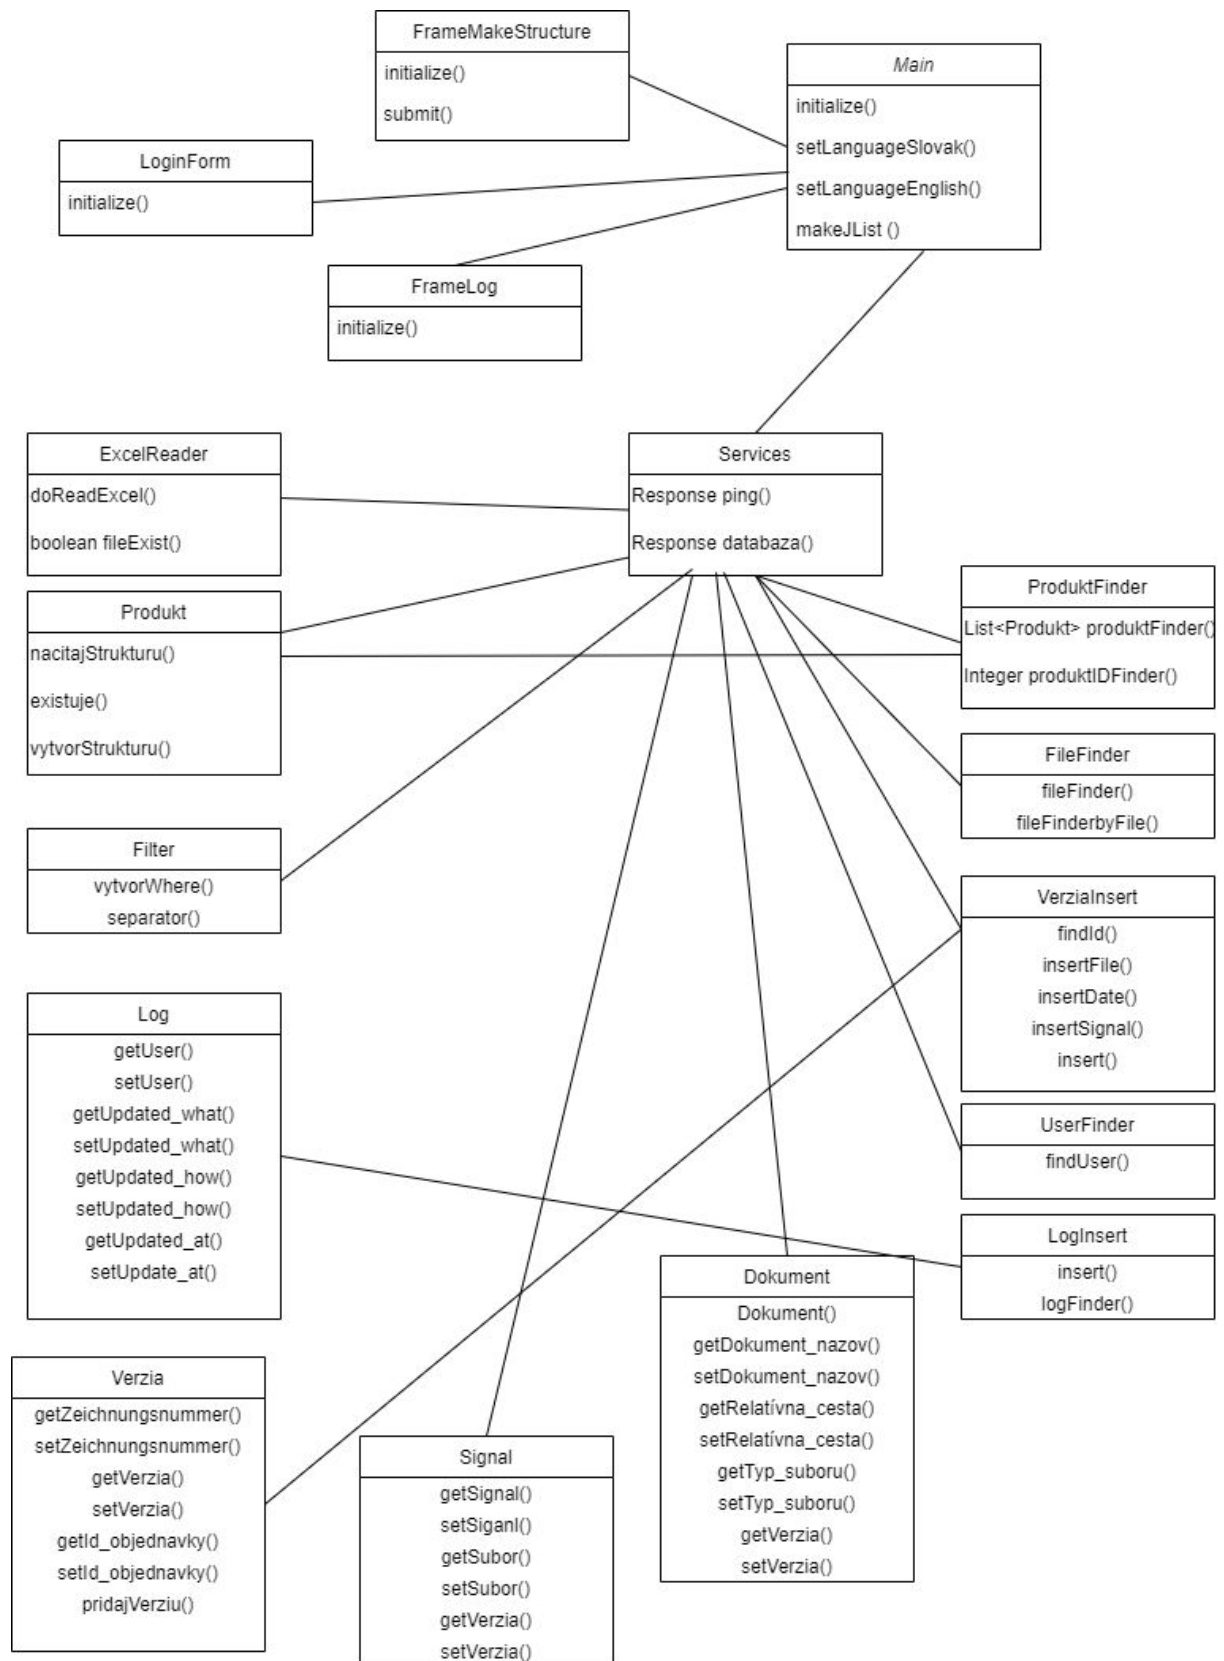 FrameMakeStructure
initialize()
submit()
Main
initialize()
setLanguageSlovak()
setLanguageEnglish()
makeJList ()
LoginForm
initialize()
FrameLog
initialize()
ExcelReader
doReadExcel()
boolean fileExist()
Services
Response ping()
Response databaza()
Produkt
nacitajStrukturu()
existuje()
vytvorStrukturu()
ProduktFinder
List<Produkt> produktFinder()
Integer produktIDFinder()
FileFinder
fileFinder()
fileFinderbyFile()
Filter
vytvorWhere()
separator()
VerziaInsert
findId()
insertFile()
insertDate()
insertSignal()
insert()
Log
getUser()
setUser()
getUpdated_what()
setUpdated_what()
getUpdated_how()
setUpdated_how()
getUpdated_at()
setUpdate_at()
UserFinder
findUser()
LogInsert
insert()
logFinder()
Dokument
Dokument()
getDokument_nazov()
setDokument_nazov()
getRelatívna_cesta()
setRelatívna_cesta()
getTyp_suboru()
setTyp_suboru()
getVerzia()
setVerzia()
Verzia
getZeichnungsnummer()
setZeichnungsnummer()
getVerzia()
setVerzia()
getId_objednavky()
setId_objednavky()
pridajVerziu()
Signal
getSignal()
setSiganl()
getSubor()
setSubor()
getVerzia()
setVerzia()